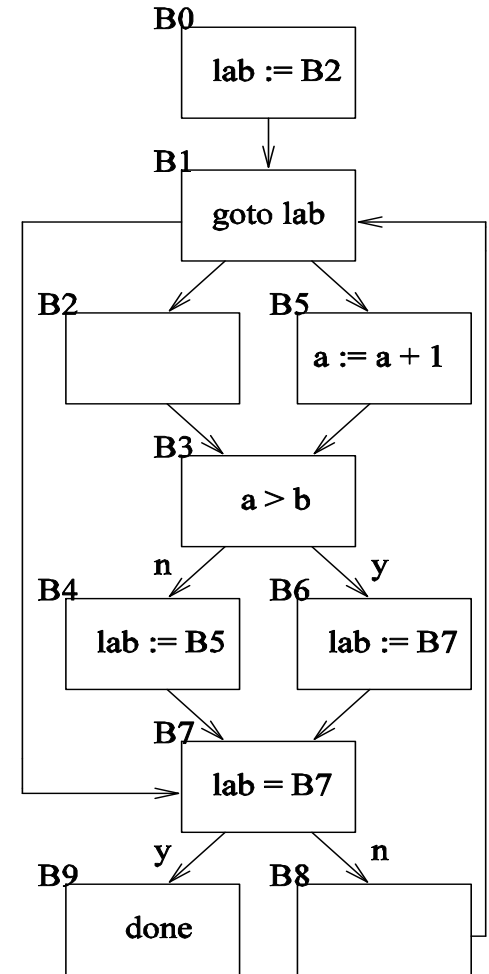 B0
lab := B2
B1
goto lab
B2
B5
a := a + 1
B3
a > b
n
y
B4
B6
lab := B5
lab := B7
B7
lab = B7
y
n
B9
B8
done